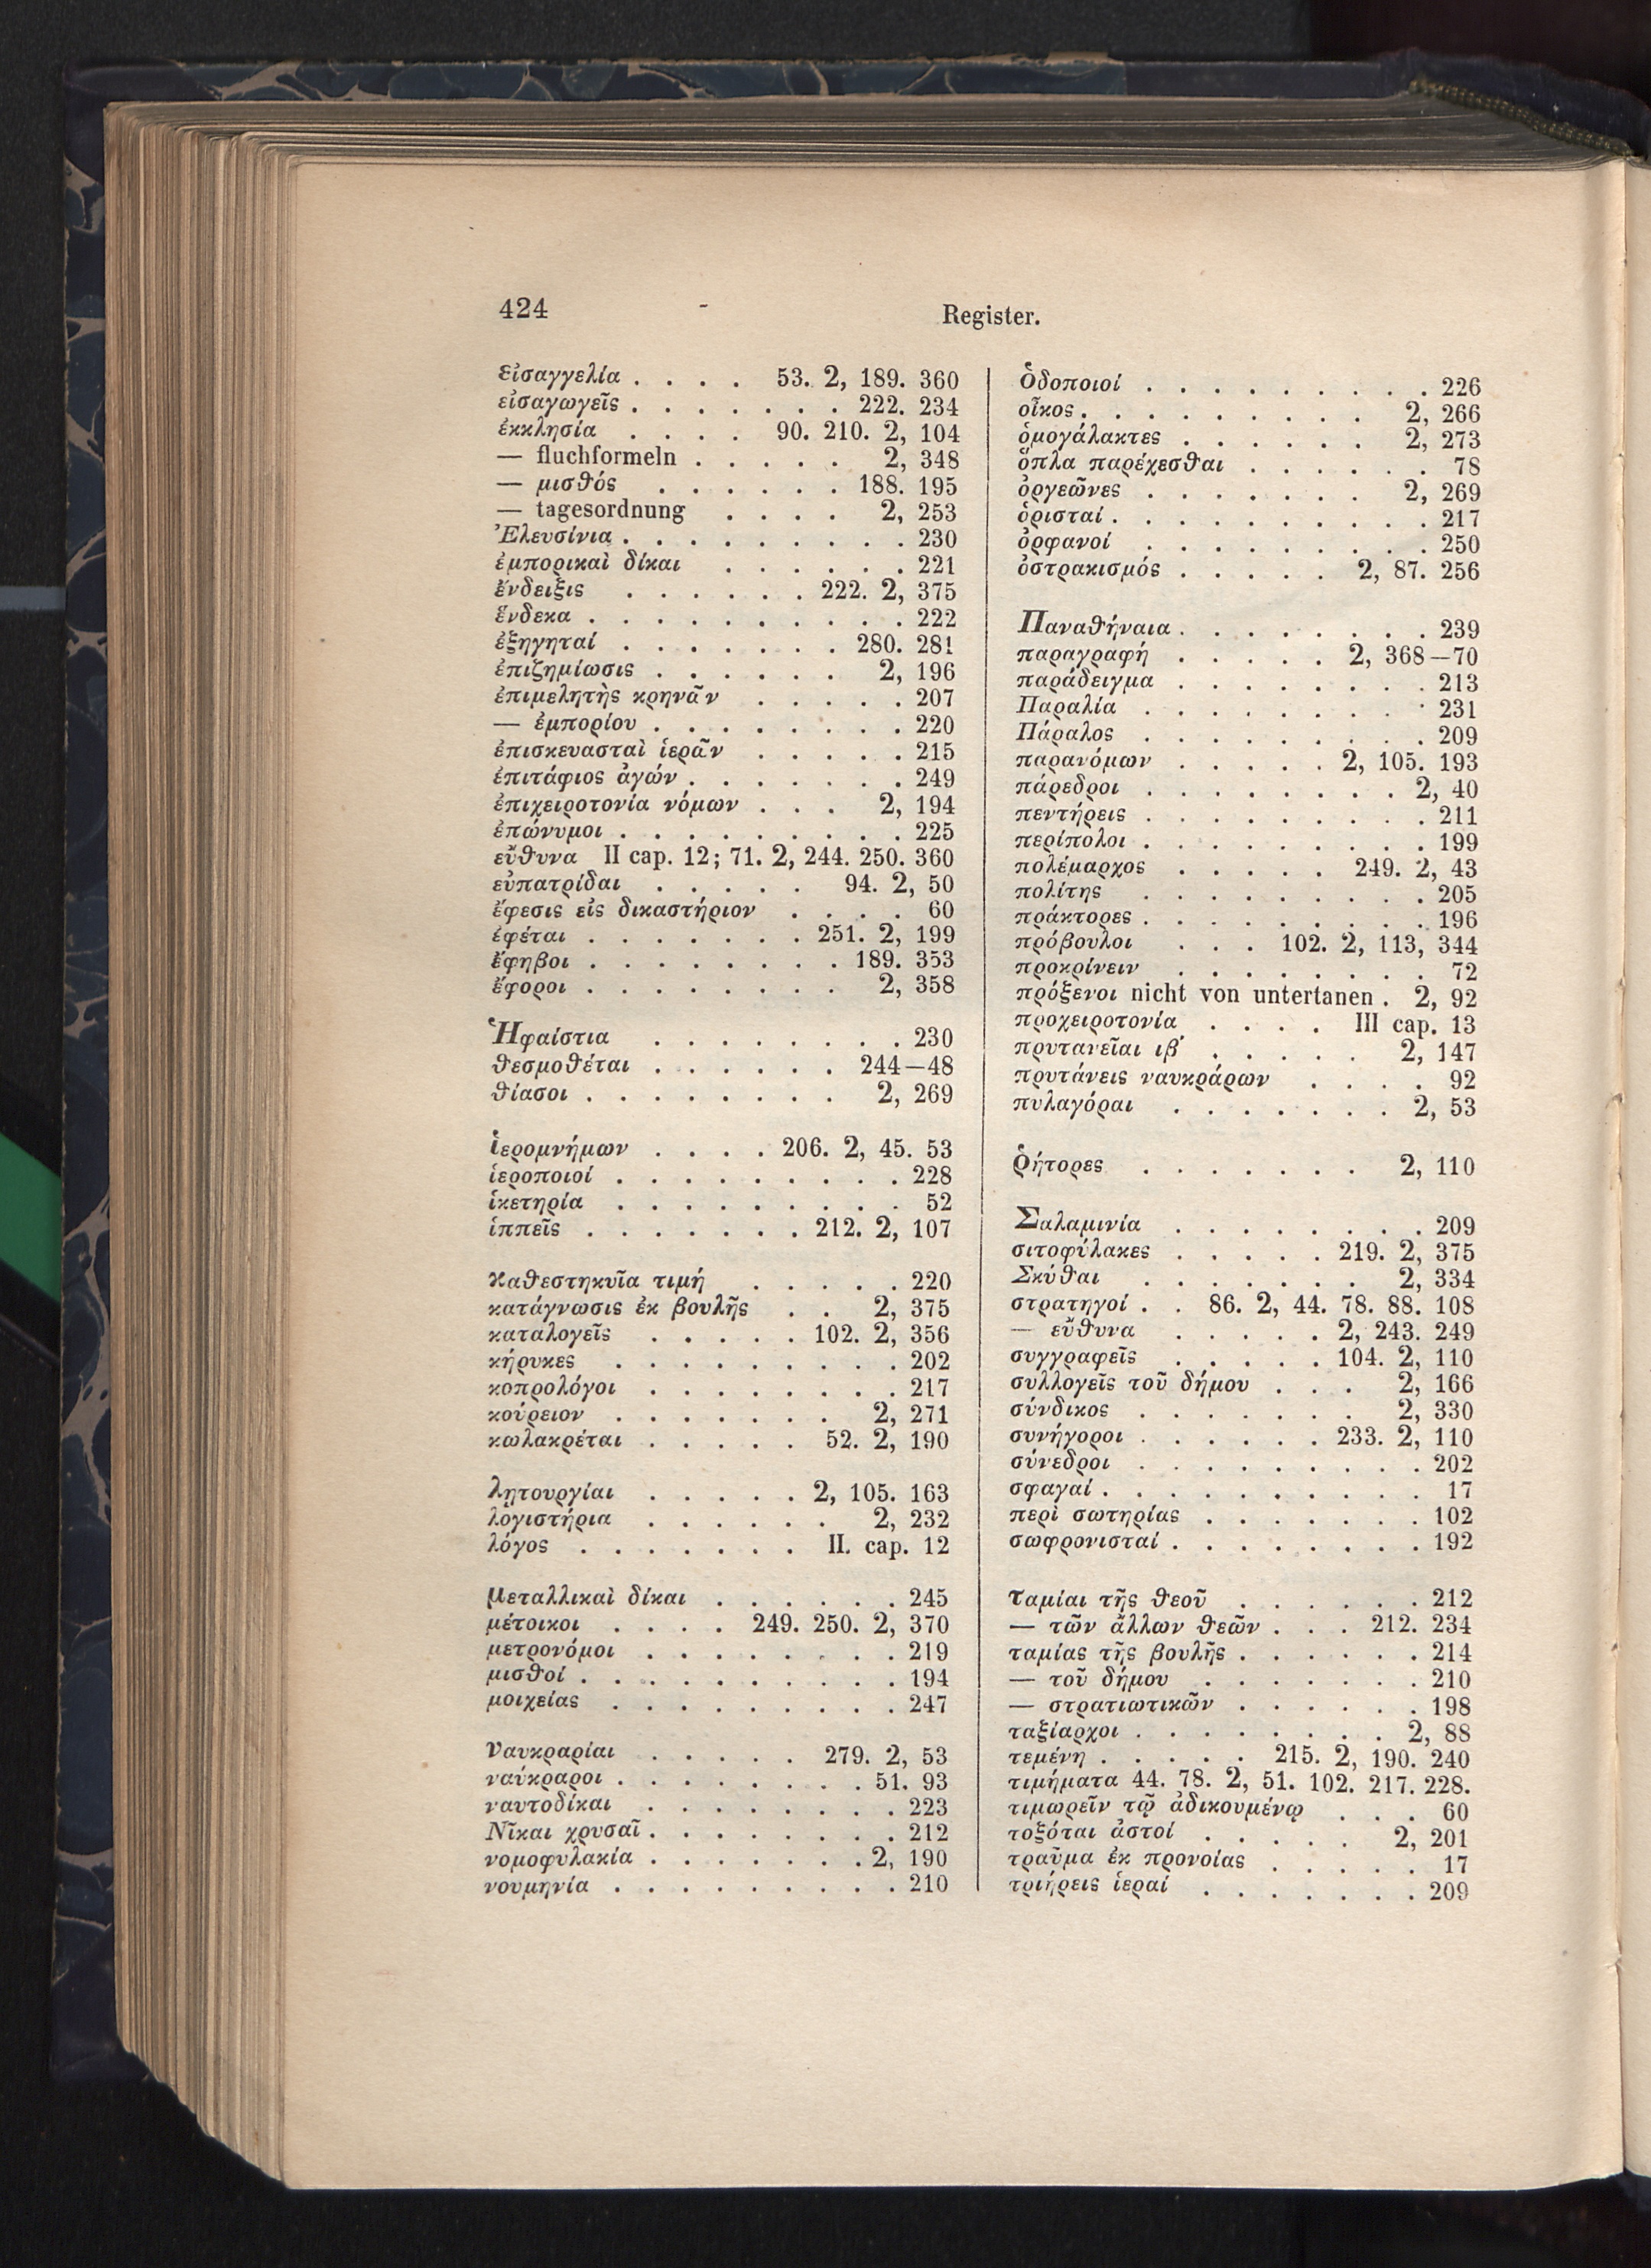 424
Register.
εἰσαγγελία . . . . 53. 2, 189. 360
εἰσαγωγεῖς . . . . . . . 222. 234
ἐκκλησία . . . . 90. 210. 2, 104
— fluchformeln . . . . . 2, 348
— μισθός . . . . . . 188. 195
— tagesordnung . . . . 2, 253
Ἐλευσίνια . . . . . . . . . 230
ἐμπορικαὶ δίκαι . . . . . . 221
ἔνδειξις . . . . . . 222. 2, 375
ἕνδεκα . . . . . . . . . . 222
ἐξηγηταί . . . . . . . 280. 281
ἐπιζημίωσις . . . . . . 2, 196
ἐπιμελητὴς κρηνᾶν . . . . . 207
— ἐμπορίου . . . . . . . . 220
ἐπισκευασταὶ ἱερᾶν . . . . . 215
ἐπιτάφιος ἀγών . . . . . . . 249
ἐπιχειροτονία νόμων . . . 2, 194
ἐπώνυμοι . . . . . . . . . 225
εὔθυνα II cap. 12; 71. 2, 244. 250. 360
εὐπατρίδαι . . . . . 94. 2, 50
ἔφεσις εἰς δικαστήριον . . . . 60
ἐφέται . . . . . . . 251. 2, 199
ἔφηβοι . . . . . . . . 189. 353
ἔφοροι . . . . . . . . 2, 358
Ἡφαίστια . . . . . . . . 230
θεσμοθέται . . . . . . 244—48
θίασοι . . . . . . . . 2, 269
ἱερομνήμων . . . . 206. 2, 45. 53
ἱεροποιοί . . . . . . . . . 228
ἱκετηρία . . . . . . . . . 52
ἱππεῖς . . . . . . . 212. 2, 107
καθεστηκυῖα τιμή . . . . . 220
κατάγνωσις ἐκ βουλῆς . . 2, 375
καταλογεῖς . . . . . 102. 2, 356
κήρυκες . . . . . . . . . 202
κοπρολόγοι . . . . . . . . 217
κούρειον . . . . . . . 2, 271
κωλακρέται . . . . . 52. 2, 190
λῃτουργίαι . . . . . 2, 105. 163
λογιστήρια . . . . . . 2, 232
λόγος . . . . . . . II. cap. 12
μεταλλικαὶ δίκαι . . . . . . 245
μέτοικοι . . . . 249. 250. 2, 370
μετρονόμοι . . . . . . . . 219
μισθοί . . . . . . . . . . 194
μοιχείας . . . . . . . . . 247
ναυκραρίαι . . . . . 279. 2, 53
ναύκραροι . . . . . . . . 51. 93
ναυτοδίκαι . . . . . . . . 223
Νῖκαι χρυσαῖ . . . . . . . . 212
νομοφυλακία . . . . . . . 2, 190
νουμηνία . . . . . . . . . 210
ὁδοποιοί . . . . . . . . . 226
οἶκος . . . . . . . . . 2, 266
ὁμογάλακτες . . . . . . 2, 273
ὅπλα παρέχεσθαι . . . . . . 78
ὀργεῶνες . . . . . . . 2, 269
ὁρισταί . . . . . . . . . . 217
ὀρφανοί . . . . . . . . . 250
ὀστρακισμός . . . . . 2, 87. 256
Παναθήναια . . . . . . . . 239
παραγραφή . . . . . 2, 368—70
παράδειγμα . . . . . . . . 213
Παραλία . . . . . . . . . 231
Πάραλος . . . . . . . . . 209
παρανόμων . . . . . 2, 105. 193
πάρεδροι . . . . . . . . 2, 40
πεντήρεις . . . . . . . . . 211
περίπολοι . . . . . . . . . 199
πολέμαρχος . . . . . 249. 2, 43
πολίτης . . . . . . . . . 205
πράκτορες . . . . . . . . . 196
πρόβουλοι . . . 102. 2, 113, 344
προκρίνειν . . . . . . . . 72
πρόξενοι nicht von untertanen . 2, 92
προχειροτονία . . . . III cap. 13
πρυτανεῖαι ιβ′ . . . . . 2, 147
πρυτάνεις ναυκράρων . . . . 92
πυλαγόραι . . . . . . . 2, 53
ῥήτορες . . . . . . . 2, 110
Σαλαμινία . . . . . . . . 209
σιτοφύλακες . . . . . 219. 2, 375
Σκύθαι . . . . . . . 2, 334
στρατηγοί . . 86. 2, 44. 78. 88. 108
— εὔθυνα . . . . . 2, 243. 249
συγγραφεῖς . . . . . 104. 2, 110
συλλογεῖς τοῦ δήμου . . . 2, 166
σύνδικος . . . . . . . 2, 330
συνήγοροι . . . . . . 233. 2, 110
σύνεδροι . . . . . . . . . 202
σφαγαί . . . . . . . . . . 17
περὶ σωτηρίας . . . . . . . 102
σωφρονισταί . . . . . . . . 192
ταμίαι τῆς θεοῦ . . . . . . 212
— τῶν ἄλλων θεῶν . . . 212. 234
ταμίας τῆς βουλῆς . . . . . . 214
— τοῦ δήμου . . . . . . . 210
— στρατιωτικῶν . . . . . . 198
ταξίαρχοι . . . . . . . . 2, 88
τεμένη . . . . . 215. 2, 190. 240
τιμήματα 44. 78. 2, 51. 102. 217. 228.
τιμωρεῖν τῷ ἀδικουμένῳ . . . 60
τοξόται ἀστοί . . . . . 2, 201
τραῦμα ἐκ προνοίας . . . . . 17
τριήρεις ἱεραί . . . . . . . 209